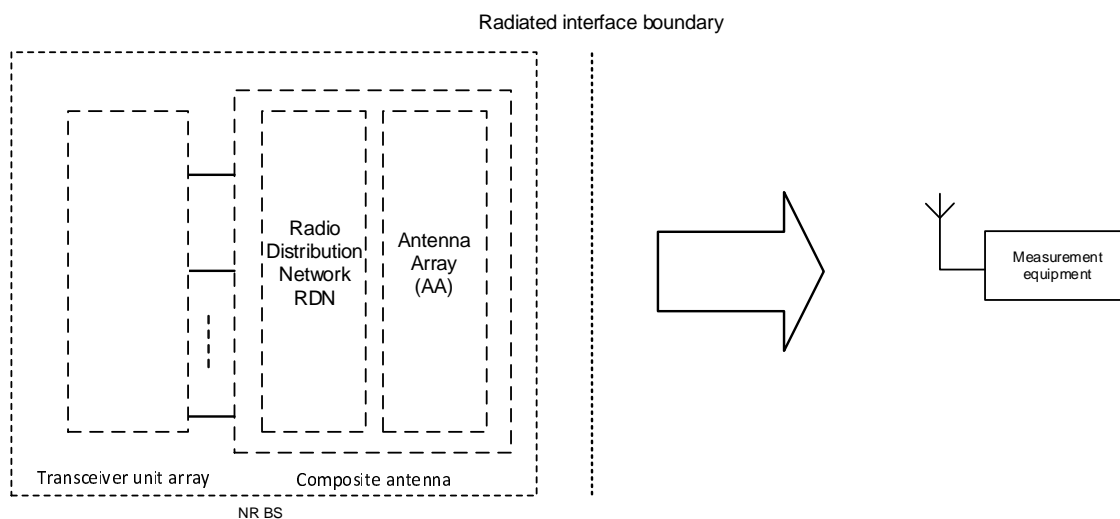 Radiated interface boundary
Radio
Distribution
Network
RDN
Antenna
Array
(AA)
Measurement
equipment
Transceiver unit array
Composite antenna
NR BS